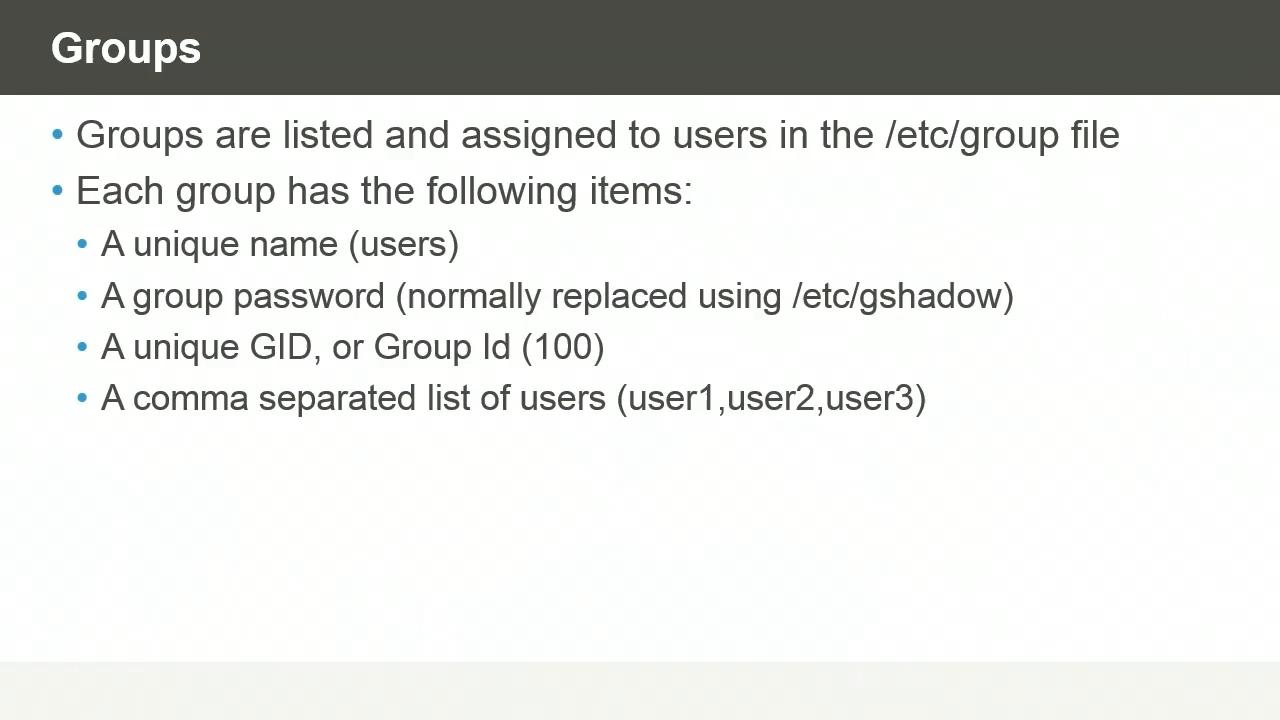 Groups
• Groups are listed and assigned to users in the /etc/group file
• Each group has the following items:
• A unique name (users)
• A group password (normally replaced using /etc/gshadow)
• A unique GID, or Group Id (100)
• A comma separated list of users (user1,user2,user3)